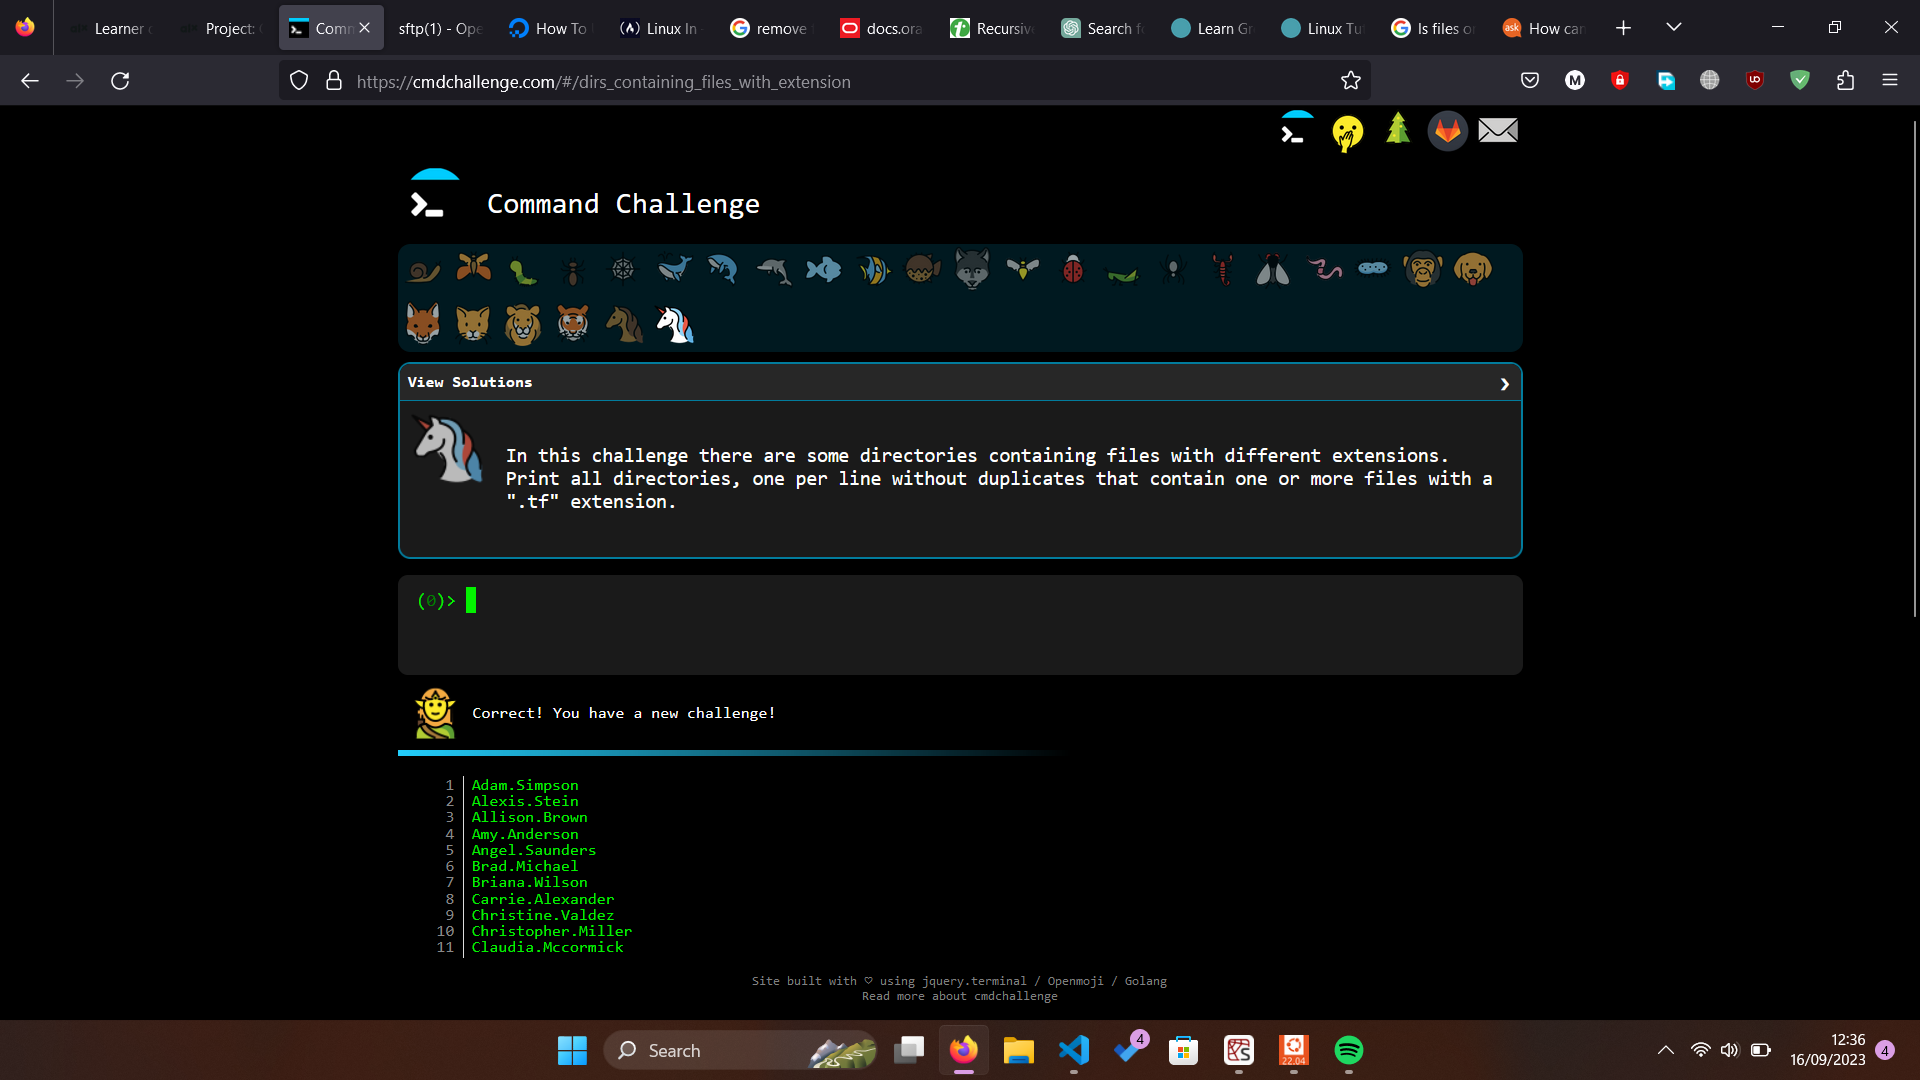 Learner
Project:
Comm
sftp(1) - Ope
How To
Linux In
remove
docs.ora
Recursiv
Search f
Learn Gr
Linux Tut
Is files or
How can
https://cmdchallenge.com/#/dirs_containing_files_with_extension
Command Challenge
View Solutions
In this challenge there are some directories containing files with different extensions.
Print all directories, one per line without duplicates that contain one or more files with a
".tf" extension.
(0)>
Correct! You have a new challenge!
1 Adam.Simpson
2 Alexis.Stein
3 Allison.Brown
4 Amy.Anderson
5 Angel.Saunders
6 Brad.Michael
7 Briana.Wilson
8 Carrie.Alexander
9 Christine.Valdez
10 Christopher.Miller
11 Claudia.Mccormick
Site built with ♡ using jquery.terminal / Openmoji / Golang
Read more about cmdchallenge
Search
4
22.04
12:36
16/09/2023
4